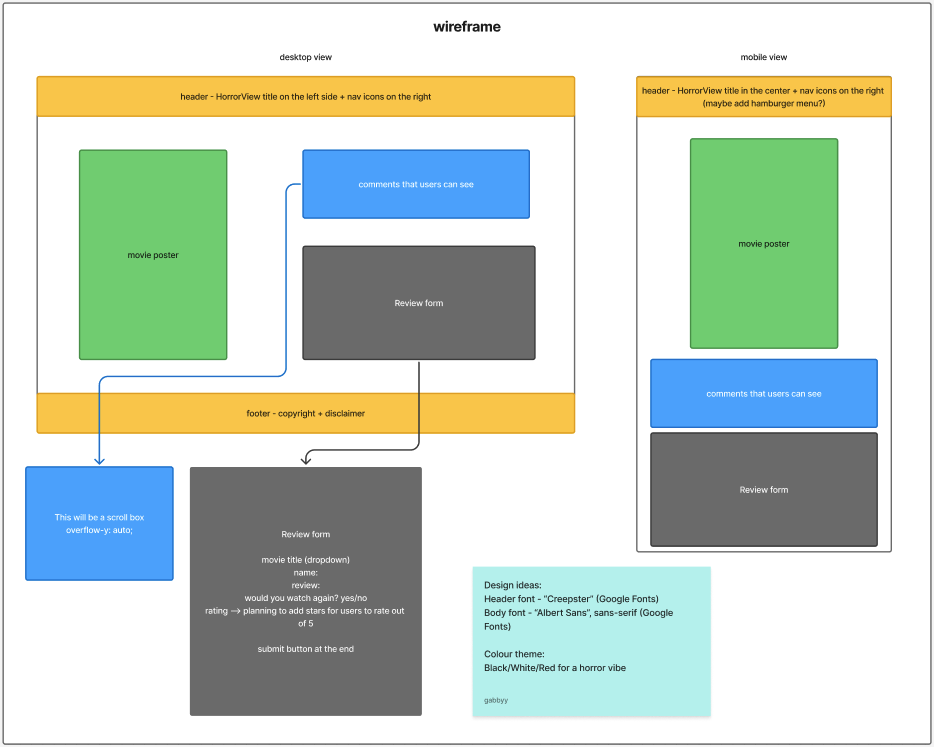 wireframe
desktop view
header - HorrorView title on the left side + nav icons on the right
movie poster
comments that users can see
Review form
footer - copyright + disclaimer
This will be a scroll box
overflow-y: auto;
Review form
movie title (dropdown)
name:
review:
would you watch again? yes/no
rating → planning to add stars for users to rate out
of 5
submit button at the end
mobile view
header - HorrorView title in the center + nav icons on the right
(maybe add hamburger menu?)
movie poster
comments that users can see
Review form
Design ideas:
Header font - "Creepster" (Google Fonts)
Body font - "Albert Sans", sans-serif (Google
Fonts)
Colour theme:
Black/White/Red for a horror vibe
gabbyy